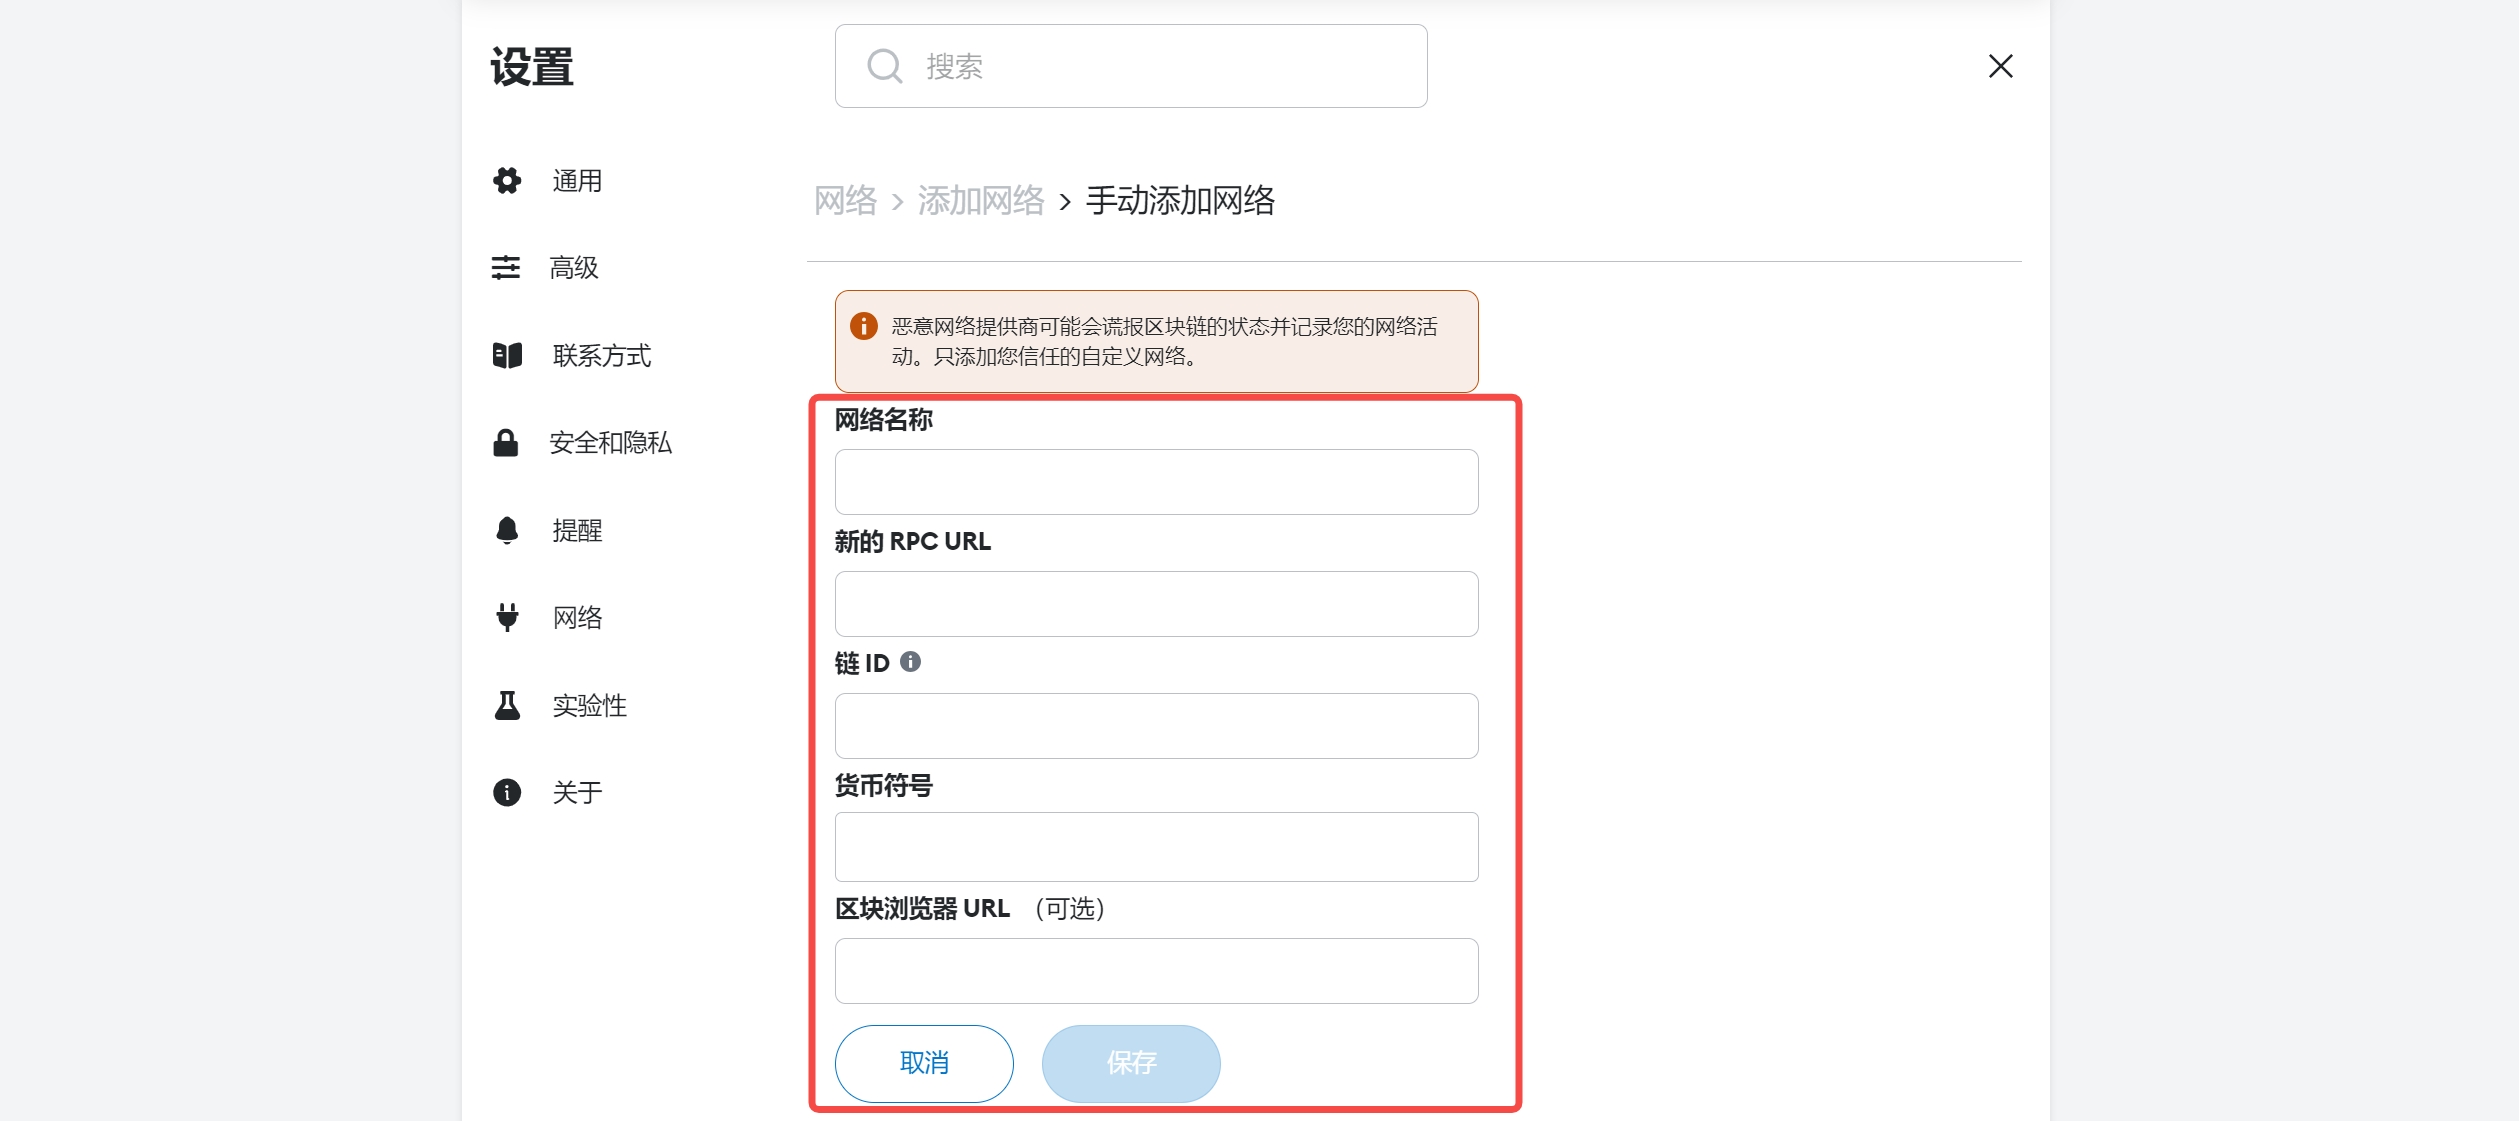 设置
搜索
通用
高级
联系方式
安全和隐私
提醒
网络
实验性
关于
网络 > 添加网络 > 手动添加网络
恶意网络提供商可能会谎报区块链的状态并记录您的网络活
动。只添加您信任的自定义网络。
网络名称
新的 RPC URL
链 ID
货币符号
区块浏览器 URL （可选）
取消
保存